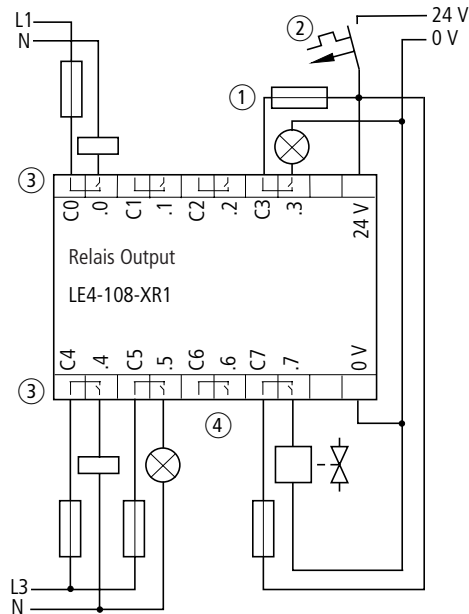 L1
N
② 24 V
0 V
①
③
C0 .0 C1 .1 C2 .2 C3 .3 24 V
Relais Output
LE4-108-XR1
C4 .4 C5 .5 C6 .6 C7 .7 0 V
③
④
L3
N